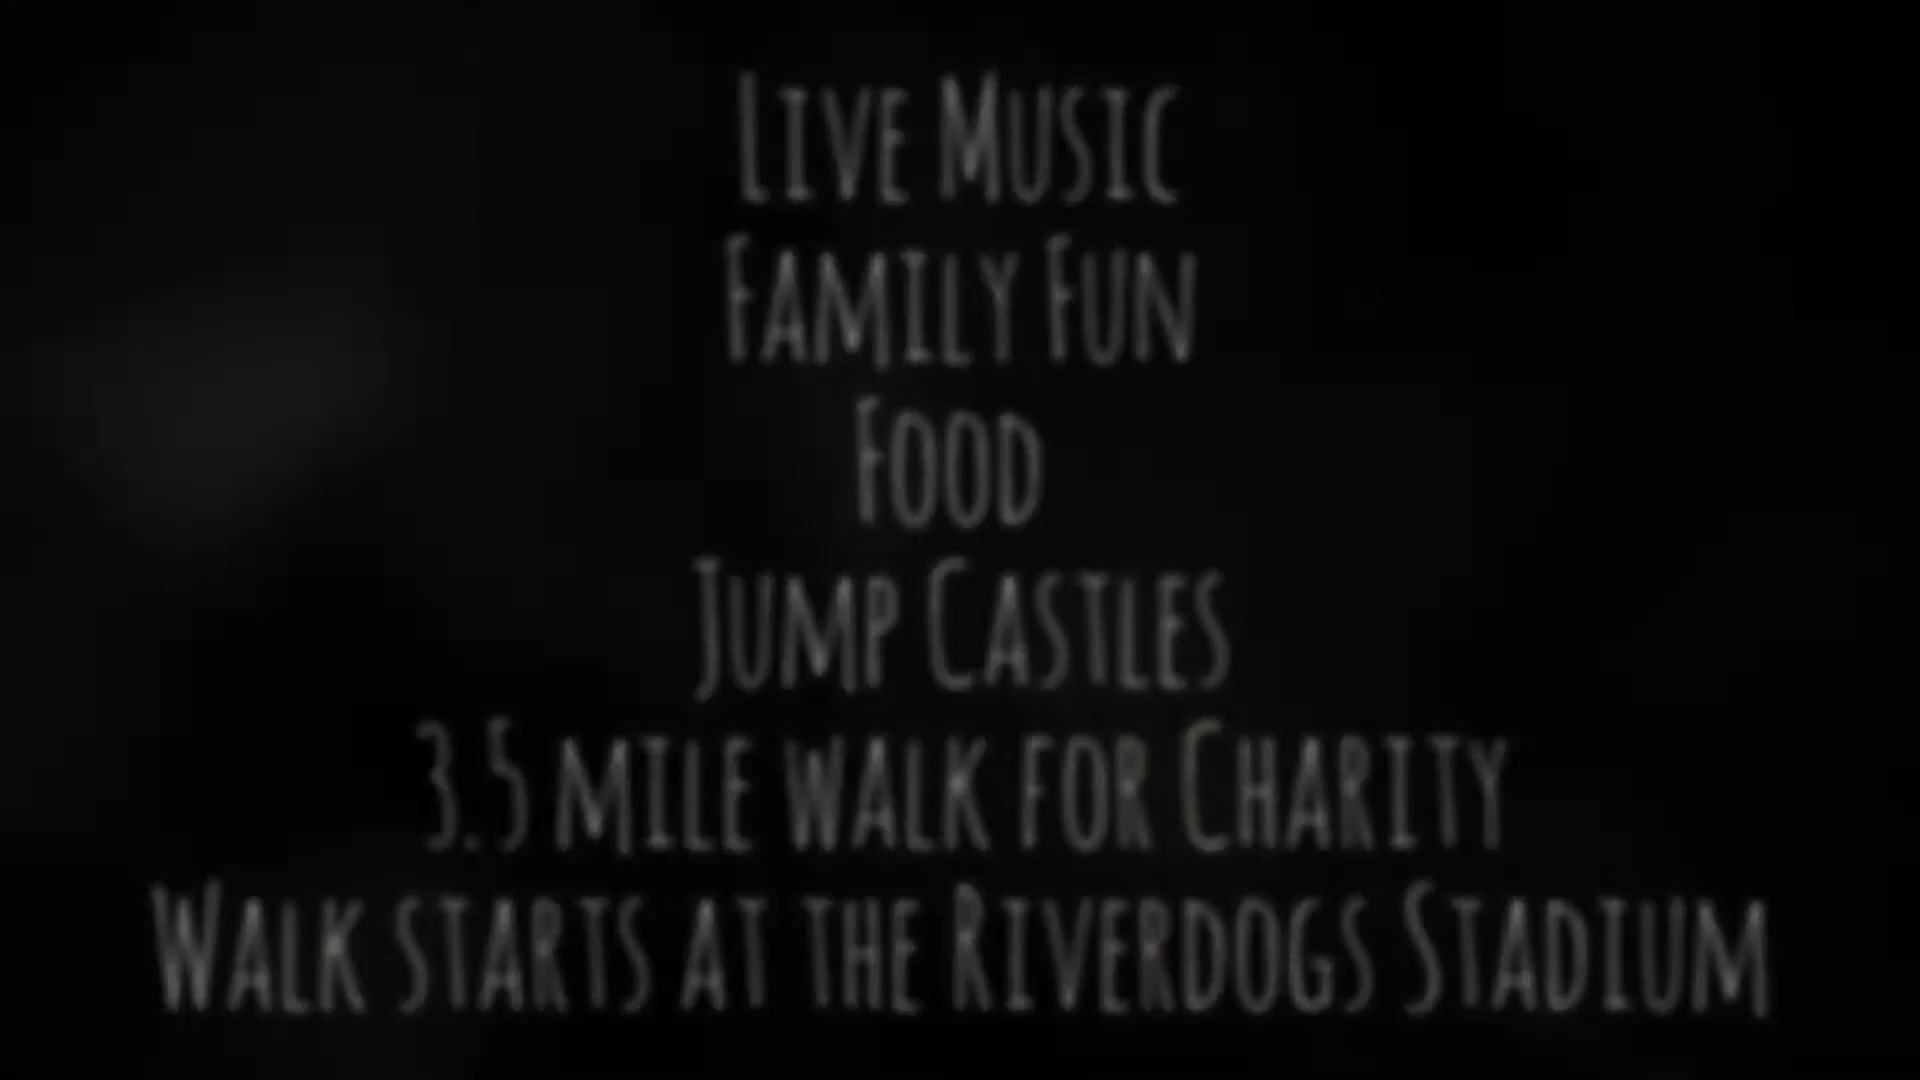 Live Music
Family Fun
Food
Jump Castles
3.5 mile walk for Charity
Walk starts at the Riverdogs Stadium